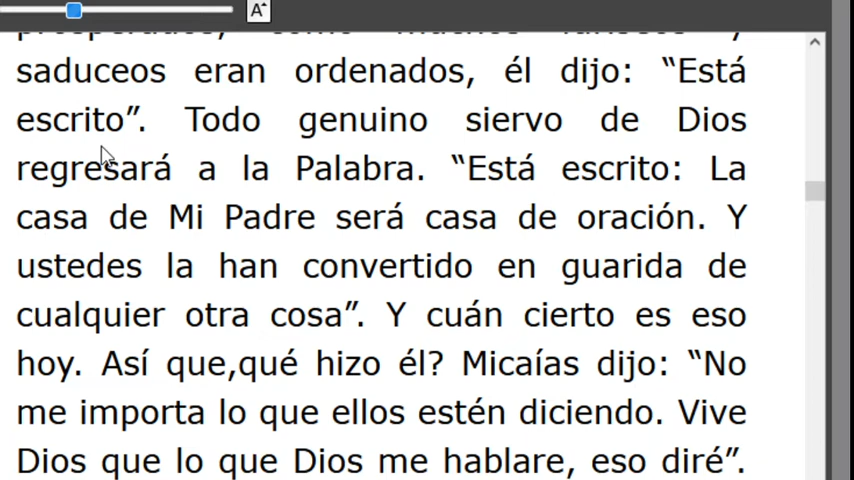 A
saduceos eran ordenados, él dijo: “Está
escrito”. Todo genuino siervo de Dios
regresará a la Palabra. “Está escrito: La
casa de Mi Padre será casa de oración. Y
ustedes la han convertido en guarida de
cualquier otra cosa”. Y cuán cierto es eso
hoy. Así que,qué hizo él? Micaías dijo: “No
me importa lo que ellos estén diciendo. Vive
Dios que lo que Dios me hablare, eso diré”.